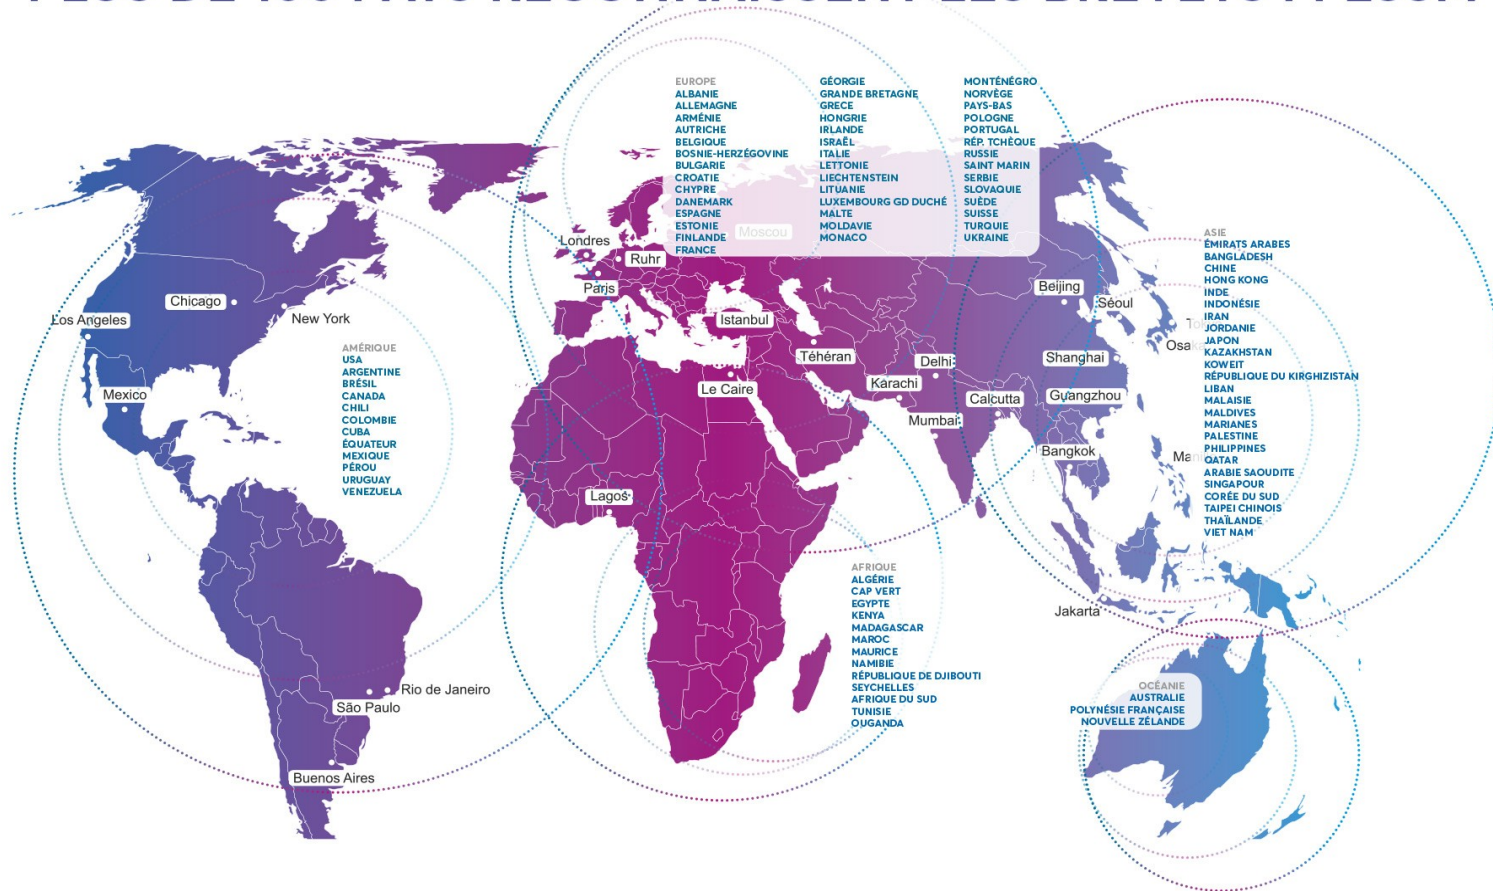 PLUS DE 100 PAYS RECONNAISSENT LES BREVETS FFESSM
EUROPE
ALBANIE
ALLEMAGNE
ARMÉNIE
AUTRICHE
BELGIQUE
BOSNIE-HERZÉGOVINE
BULGARIE
CROATIE
CHYPRE
DANEMARK
ESPAGNE
ESTONIE
FINLANDE
FRANCE
GÉORGIE
GRANDE BRETAGNE
GRECE
HONGRIE
IRLANDE
ISRAËL
ITALIE
LETTONIE
LIECHTENSTEIN
LITUANIE
LUXEMBOURG GD DUCHÉ
MALTE
MOLDAVIE
MONACO
MONTÉNÉGRO
NORVÈGE
PAYS-BAS
POLOGNE
PORTUGAL
RÉP. TCHÈQUE
RUSSIE
SAINT MARIN
SERBIE
SLOVAQUIE
SUÈDE
SUISSE
TURQUIE
UKRAINE
Moscou
Londres
Ruhr
Paris
Istanbul
Téhéran
Le Caire
Lagos
Chicago
New York
Los Angeles
Mexico
AMÉRIQUE
USA
ARGENTINE
BRÉSIL
CANADA
CHILI
COLOMBIE
CUBA
ÉQUATEUR
MEXIQUE
PÉROU
URUGUAY
VENEZUELA
Rio de Janeiro
São Paulo
Buenos Aires
Beijing
Séoul
Shanghai
Delhi
Karachi
Calcutta
Guangzhou
Mumbai
Bangkok
Jakarta
ASIE
ÉMIRATS ARABES
BANGLADESH
CHINE
HONG KONG
INDE
INDONÉSIE
IRAN
JORDANIE
JAPON
KAZAKHSTAN
KOWEIT
RÉPUBLIQUE DU KIRGHIZISTAN
LIBAN
MALAISIE
MALDIVES
MARIANES
PALESTINE
PHILIPPINES
QATAR
ARABIE SAOUDITE
SINGAPOUR
CORÉE DU SUD
TAIPEI CHINOIS
THAÏLANDE
VIET NAM
AFRIQUE
ALGÉRIE
CAP VERT
EGYPTE
KENYA
MADAGASCAR
MAROC
MAURICE
NAMIBIE
RÉPUBLIQUE DE DJIBOUTI
SEYCHELLES
AFRIQUE DU SUD
TUNISIE
OUGANDA
OCÉANIE
AUSTRALIE
POLYNÉSIE FRANÇAISE
NOUVELLE ZÉLANDE